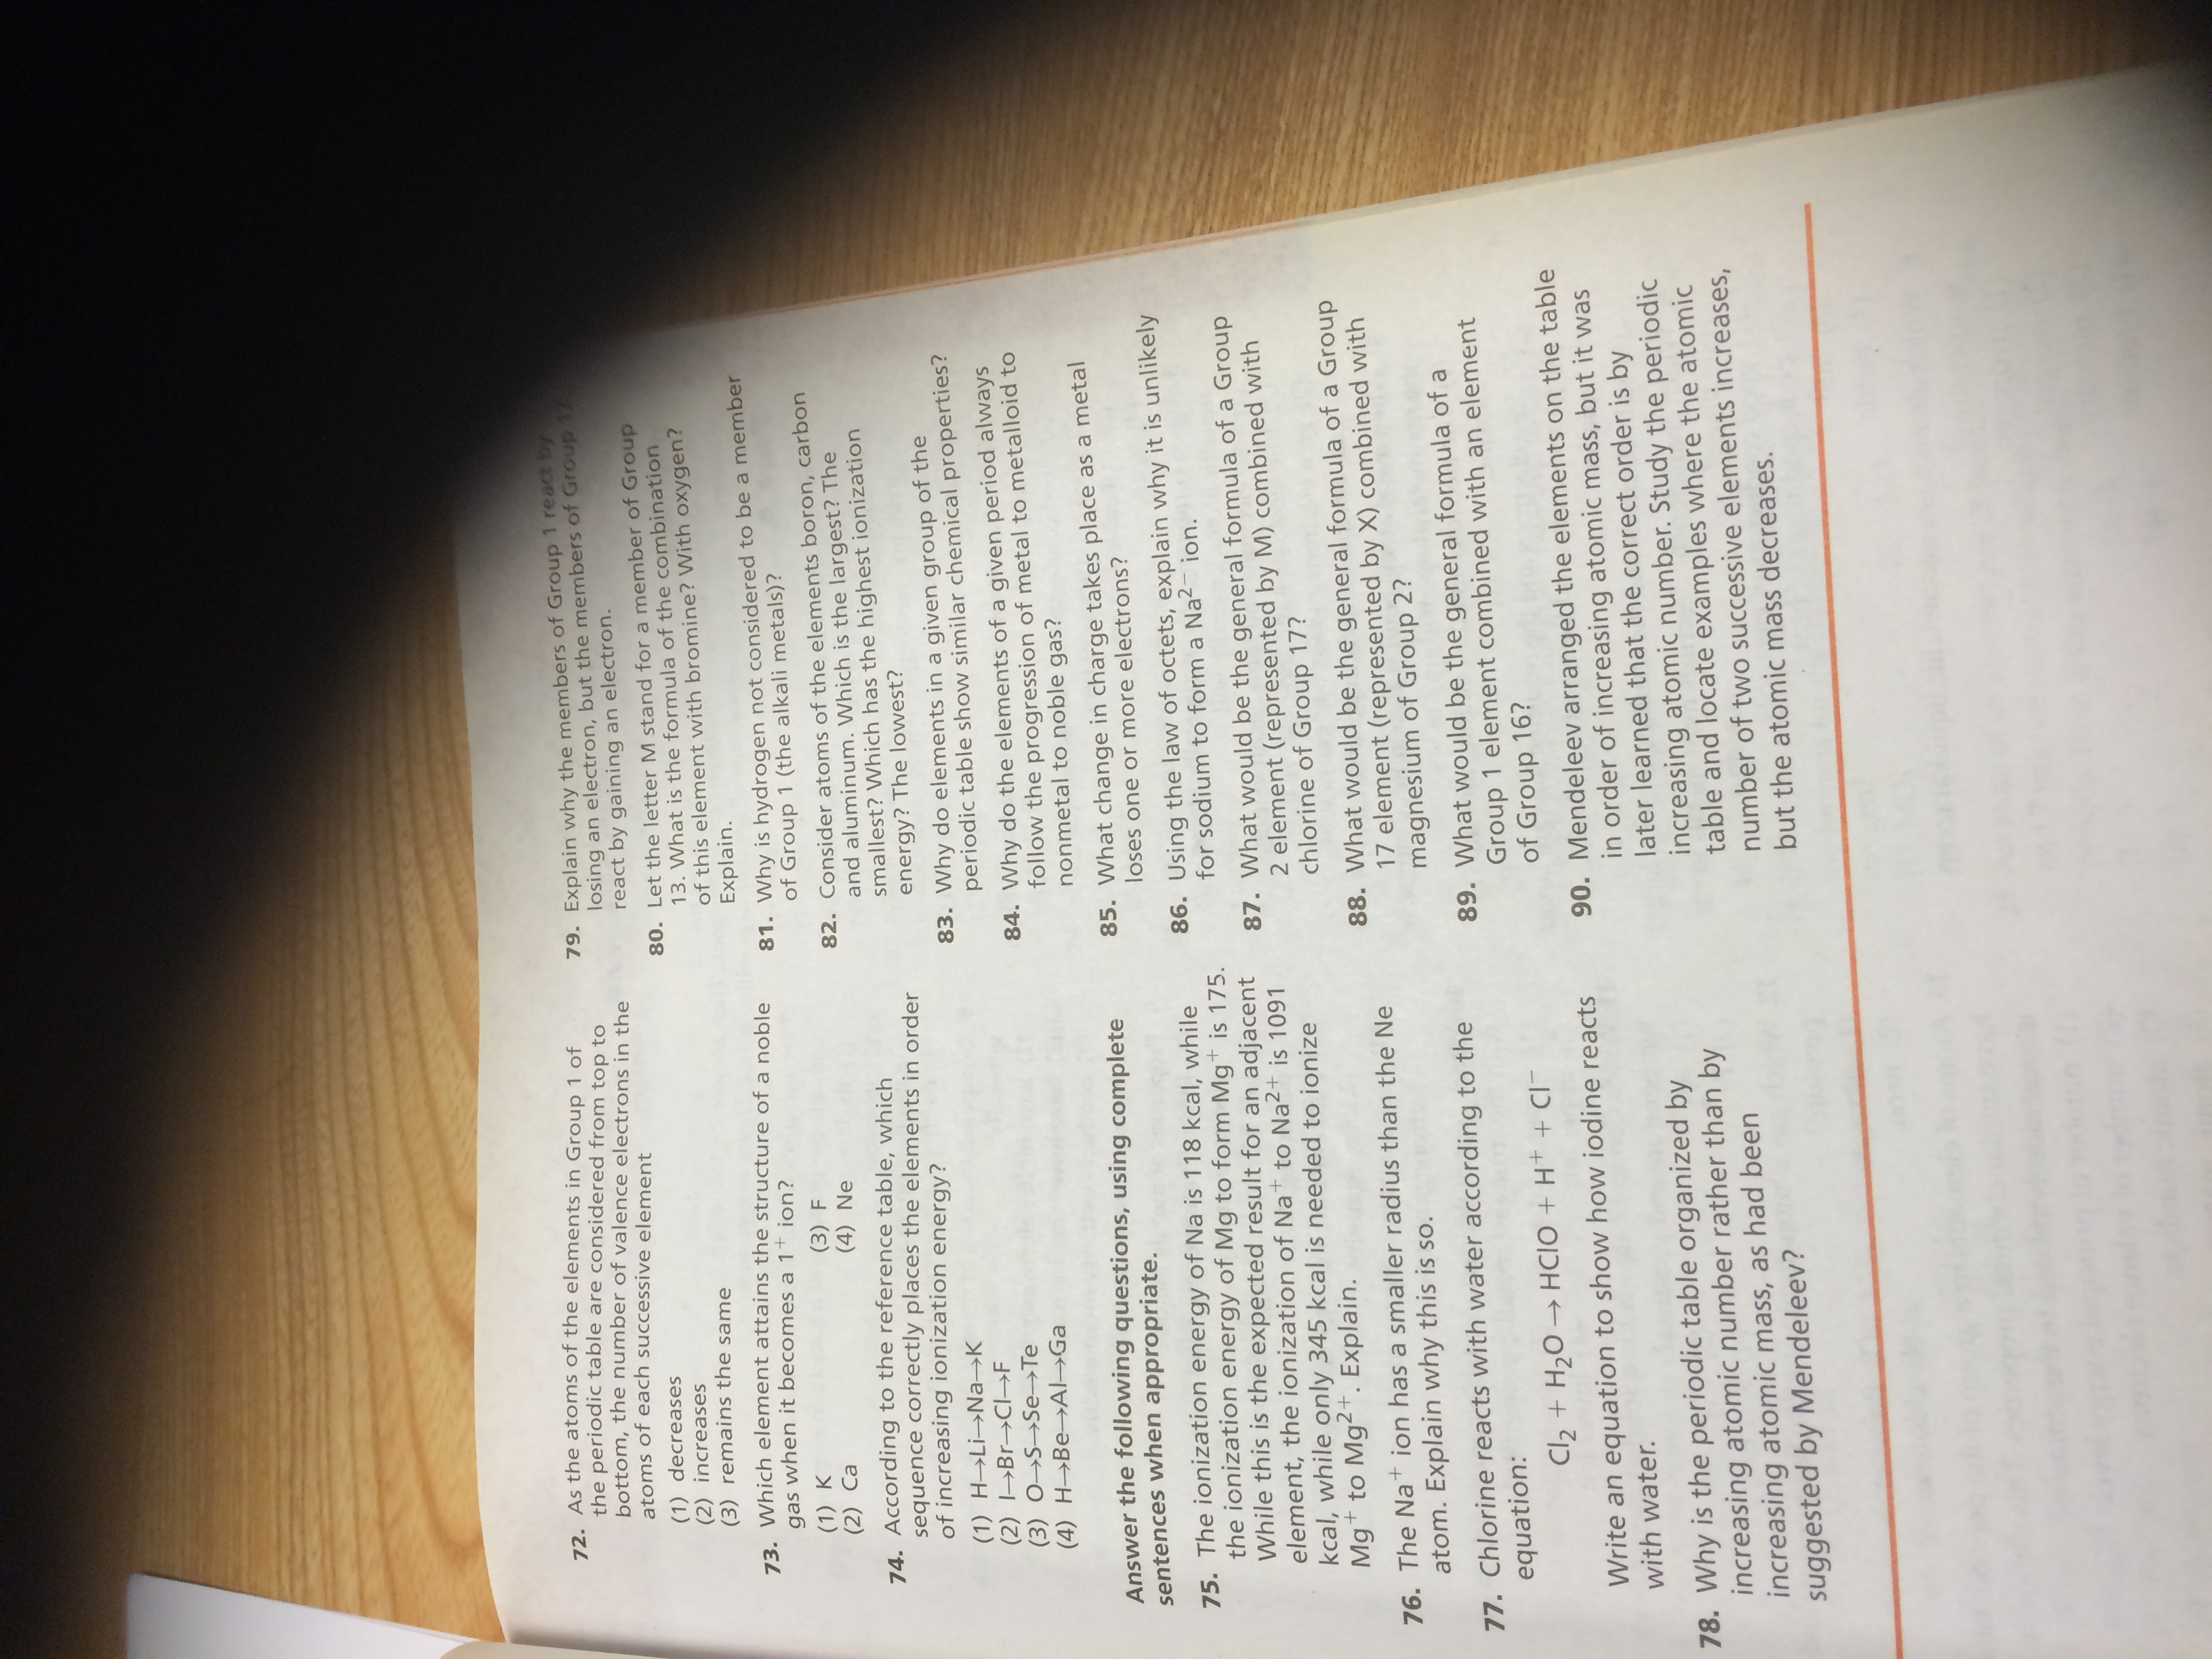 72. As the atoms of the elements in Group 1 of
the periodic table are considered from top to
bottom, the number of valence electrons in the
atoms of each successive element
(1) decreases
(2) increases
(3) remains the same
73. Which element attains the structure of a noble
gas when it becomes a 1+ ion?
(1) K (3) F
(2) Ca (4) Ne
74. According to the reference table, which
sequence correctly places the elements in order
of increasing ionization energy?
(1) H→Li→Na→K
(2) I→Br→Cl→F
(3) O→S→Se→Te
(4) H→Be→Al→Ga
Answer the following questions, using complete
sentences when appropriate.
75. The ionization energy of Na is 118 kcal, while
the ionization energy of Mg to form Mg+ is 175.
While this is the expected result for an adjacent
element, the ionization of Na+ to Na2+ is 1091
kcal, while only 345 kcal is needed to ionize
Mg+ to Mg2+. Explain.
76. The Na+ ion has a smaller radius than the Ne
atom. Explain why this is so.
77. Chlorine reacts with water according to the
equation:
Cl2 + H2O → HClO + H+ + Cl−
Write an equation to show how iodine reacts
with water.
78. Why is the periodic table organized by
increasing atomic number rather than by
increasing atomic mass, as had been
suggested by Mendeleev?
79. Explain why the members of Group 1 react by
losing an electron, but the members of Group 17
react by gaining an electron.
80. Let the letter M stand for a member of Group
13. What is the formula of the combination
of this element with bromine? With oxygen?
Explain.
81. Why is hydrogen not considered to be a member
of Group 1 (the alkali metals)?
82. Consider atoms of the elements boron, carbon
and aluminum. Which is the largest? The
smallest? Which has the highest ionization
energy? The lowest?
83. Why do elements in a given group of the
periodic table show similar chemical properties?
84. Why do the elements of a given period always
follow the progression of metal to metalloid to
nonmetal to noble gas?
85. What change in charge takes place as a metal
loses one or more electrons?
86. Using the law of octets, explain why it is unlikely
for sodium to form a Na2− ion.
87. What would be the general formula of a Group
2 element (represented by M) combined with
chlorine of Group 17?
88. What would be the general formula of a Group
17 element (represented by X) combined with
magnesium of Group 2?
89. What would be the general formula of a
Group 1 element combined with an element
of Group 16?
90. Mendeleev arranged the elements on the table
in order of increasing atomic mass, but it was
later learned that the correct order is by
increasing atomic number. Study the periodic
table and locate examples where the atomic
number of two successive elements increases,
but the atomic mass decreases.